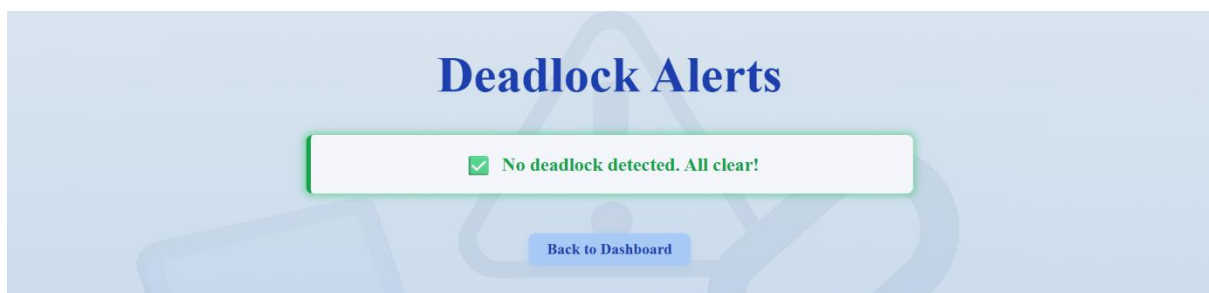 Deadlock Alerts
✅ No deadlock detected. All clear!
Back to Dashboard